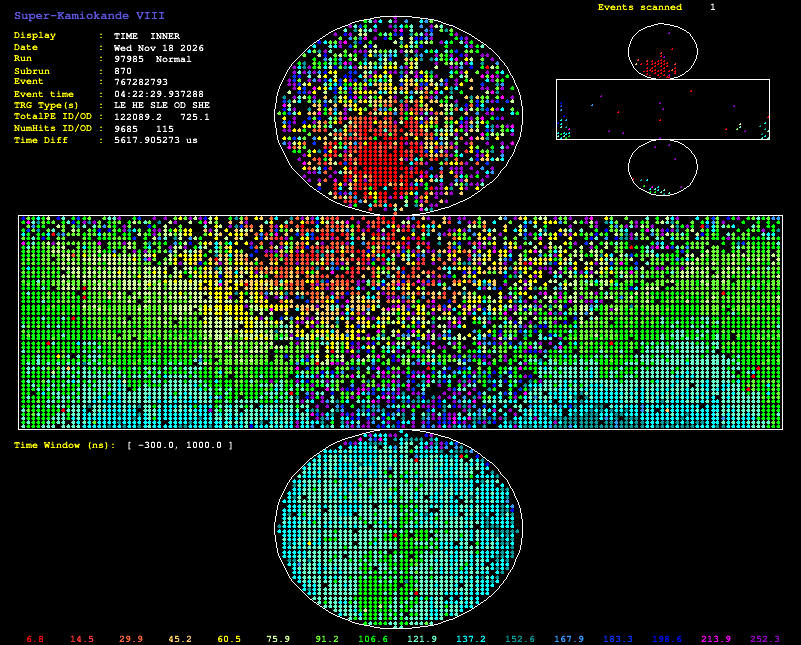 Super-Kamiokande VIII
Events scanned 1
Display : TIME INNER
Date : Wed Nov 18 2026
Run : 97985 Normal
Subrun : 870
Event : 767282793
Event time : 04:22:29.937288
TRG Type(s) : LE HE SLE OD SHE
TotalPE ID/OD : 122089.2 725.1
NumHits ID/OD : 9685 115
Time Diff : 5617.905273 us
Time Window (ns): [ -300.0, 1000.0 ]
6.8 14.5 29.9 45.2 60.5 75.9 91.2 106.6 121.9 137.2 152.6 167.9 183.3 198.6 213.9 292.3